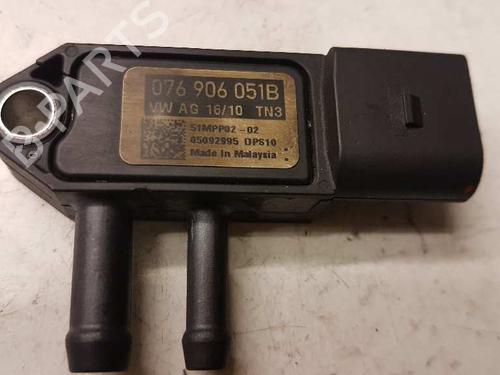 076 906 051B
VW AG 16/10 TN3
51MPP02-02
05092995 DPS10
Made in Malaysia